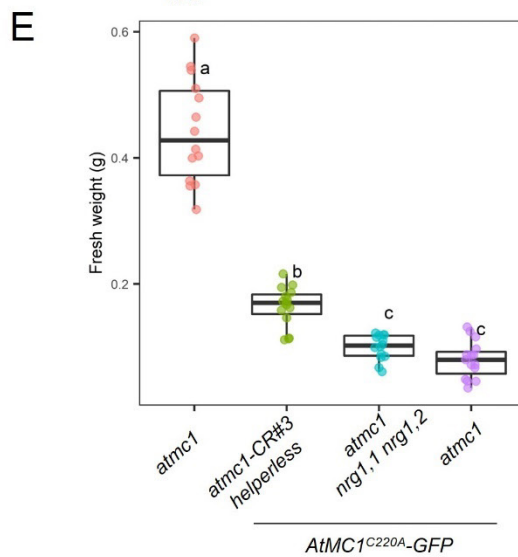 E
Fresh weight (g)
0.6
0.4
0.2
a
b
c
c
atmc1
atmc1-CR#3
helperless
atmc1
nrg1,1 nrg1,2
atmc1
AtMC1C220A-GFP